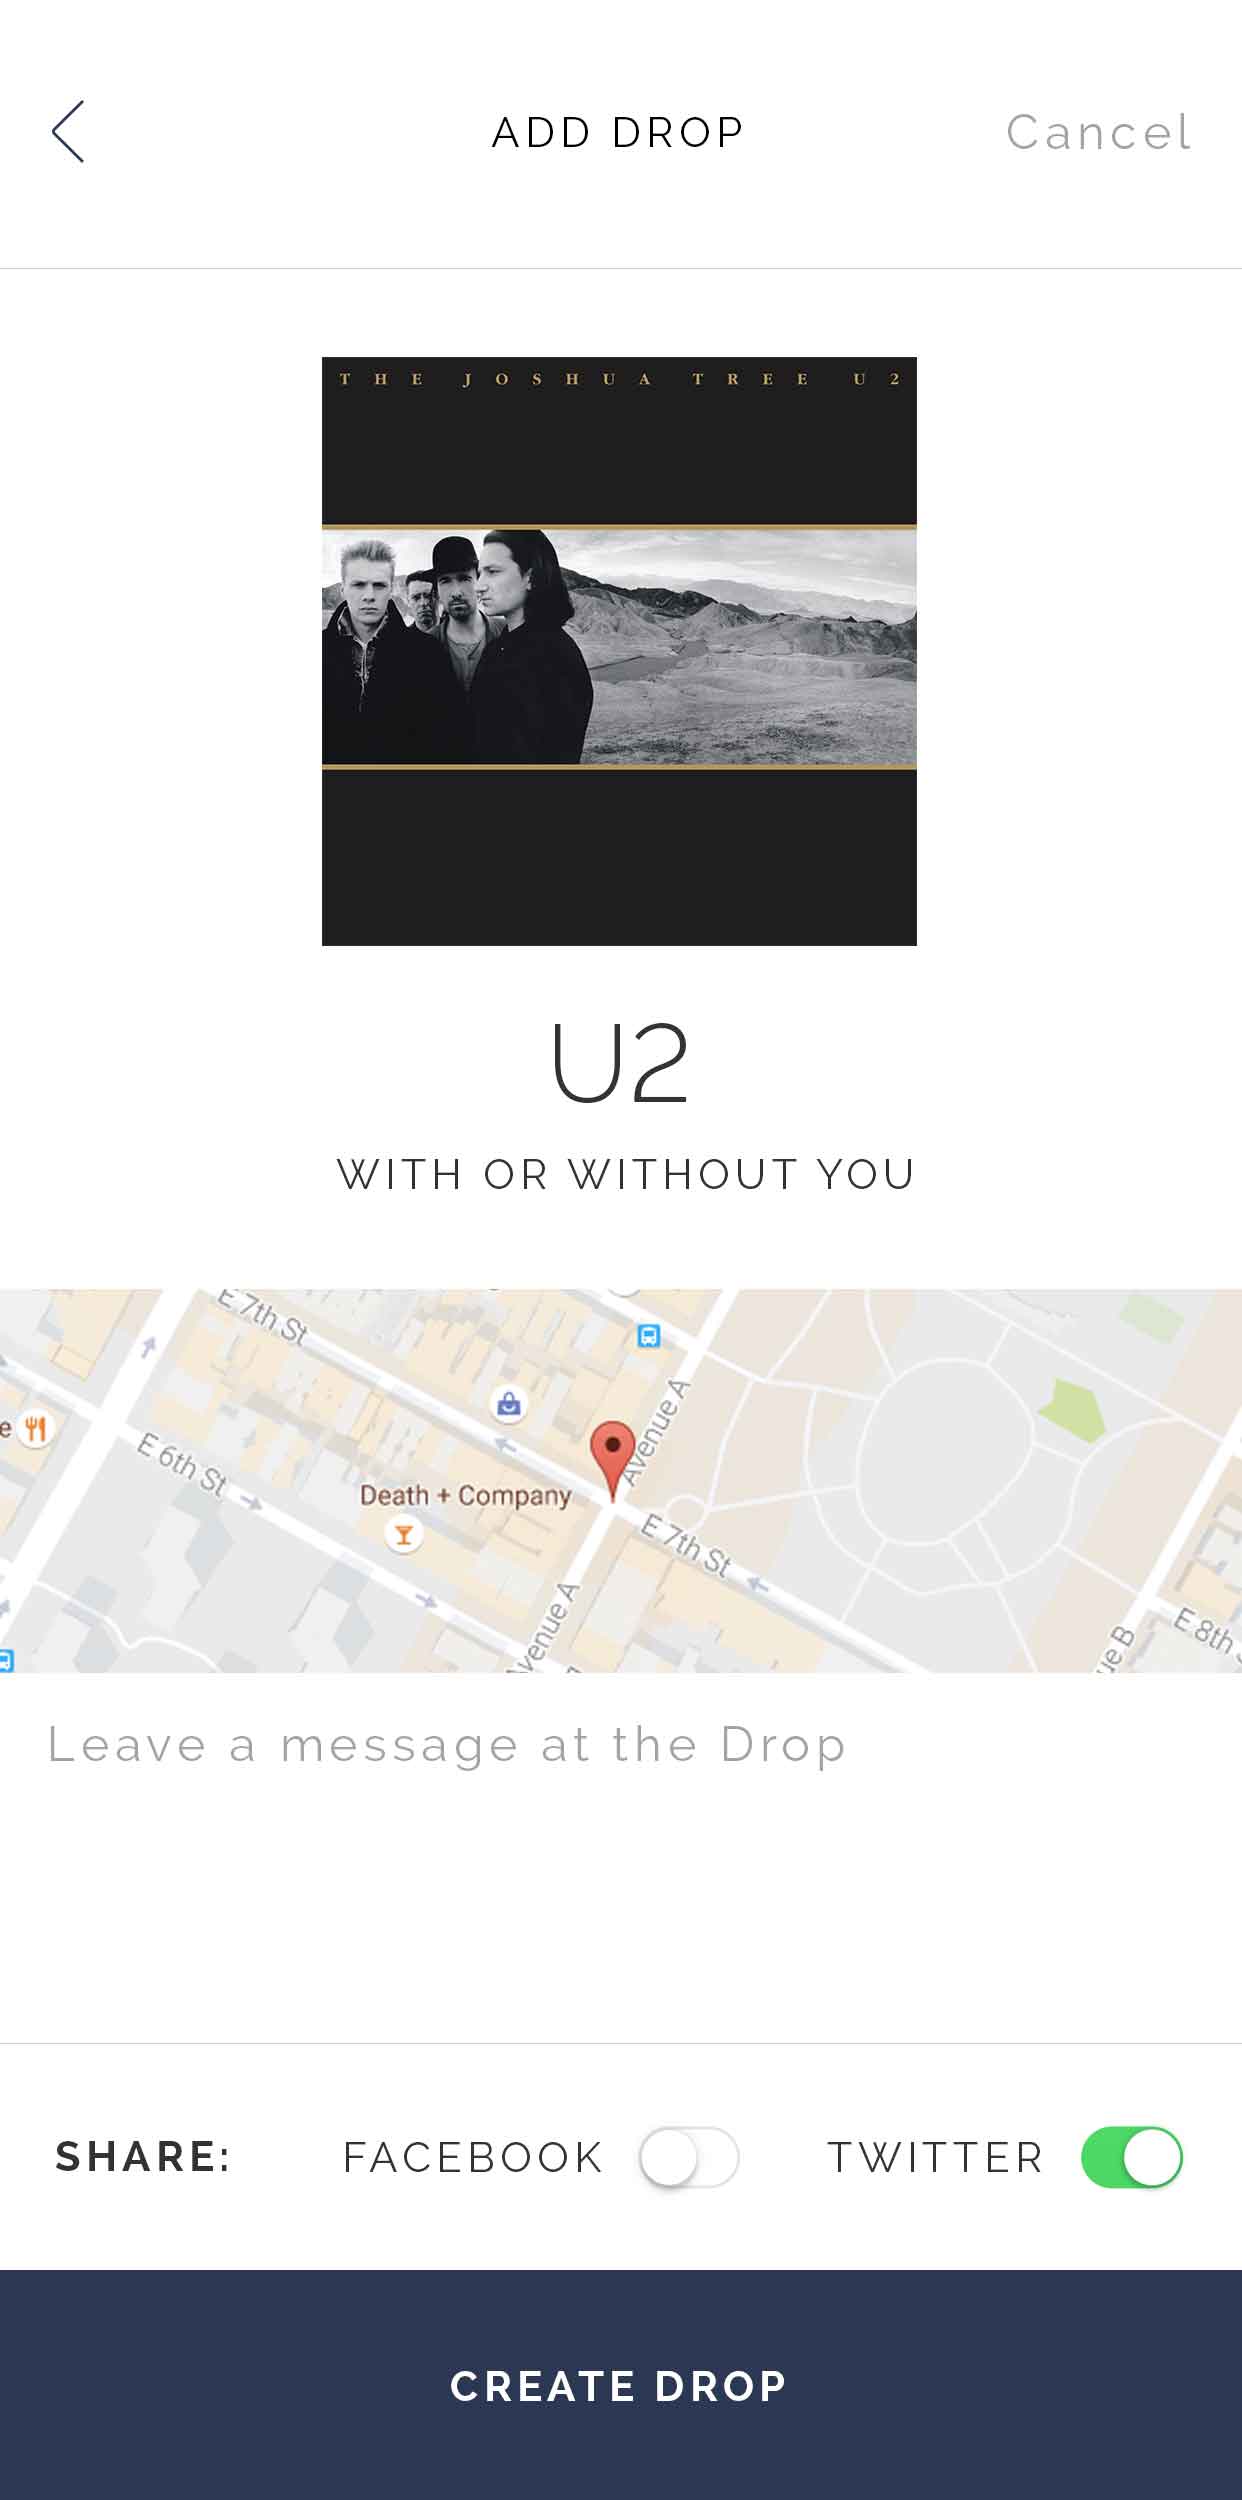 ADD DROP
Cancel
THE JOSHUA TREE U2
U2
WITH OR WITHOUT YOU
E 7th St
Avenue A
e
E 6th St
Death + Company
E 7th St
venue A
ue B
E 8th
Leave a message at the Drop
SHARE:
FACEBOOK
TWITTER
CREATE DROP